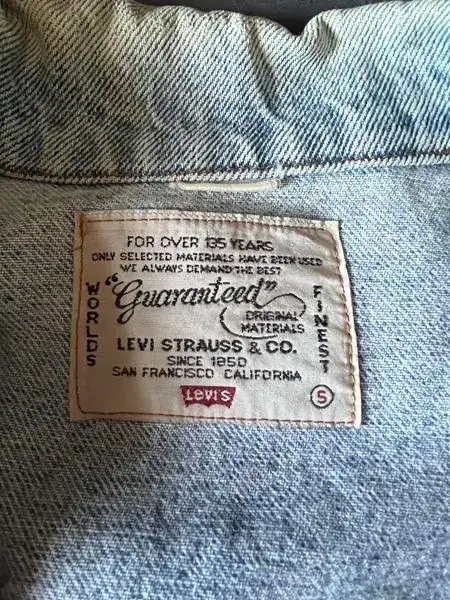 FOR OVER 135 YEARS
ONLY SELECTED MATERIALS HAVE BEEN USED
WE ALWAYS DEMAND THE BEST
WORLDS
"Guaranteed"
FINEST
ORIGINAL
MATERIALS
LEVI STRAUSS & CO.
SINCE 1850
SAN FRANCISCO CALIFORNIA
Levi's
S